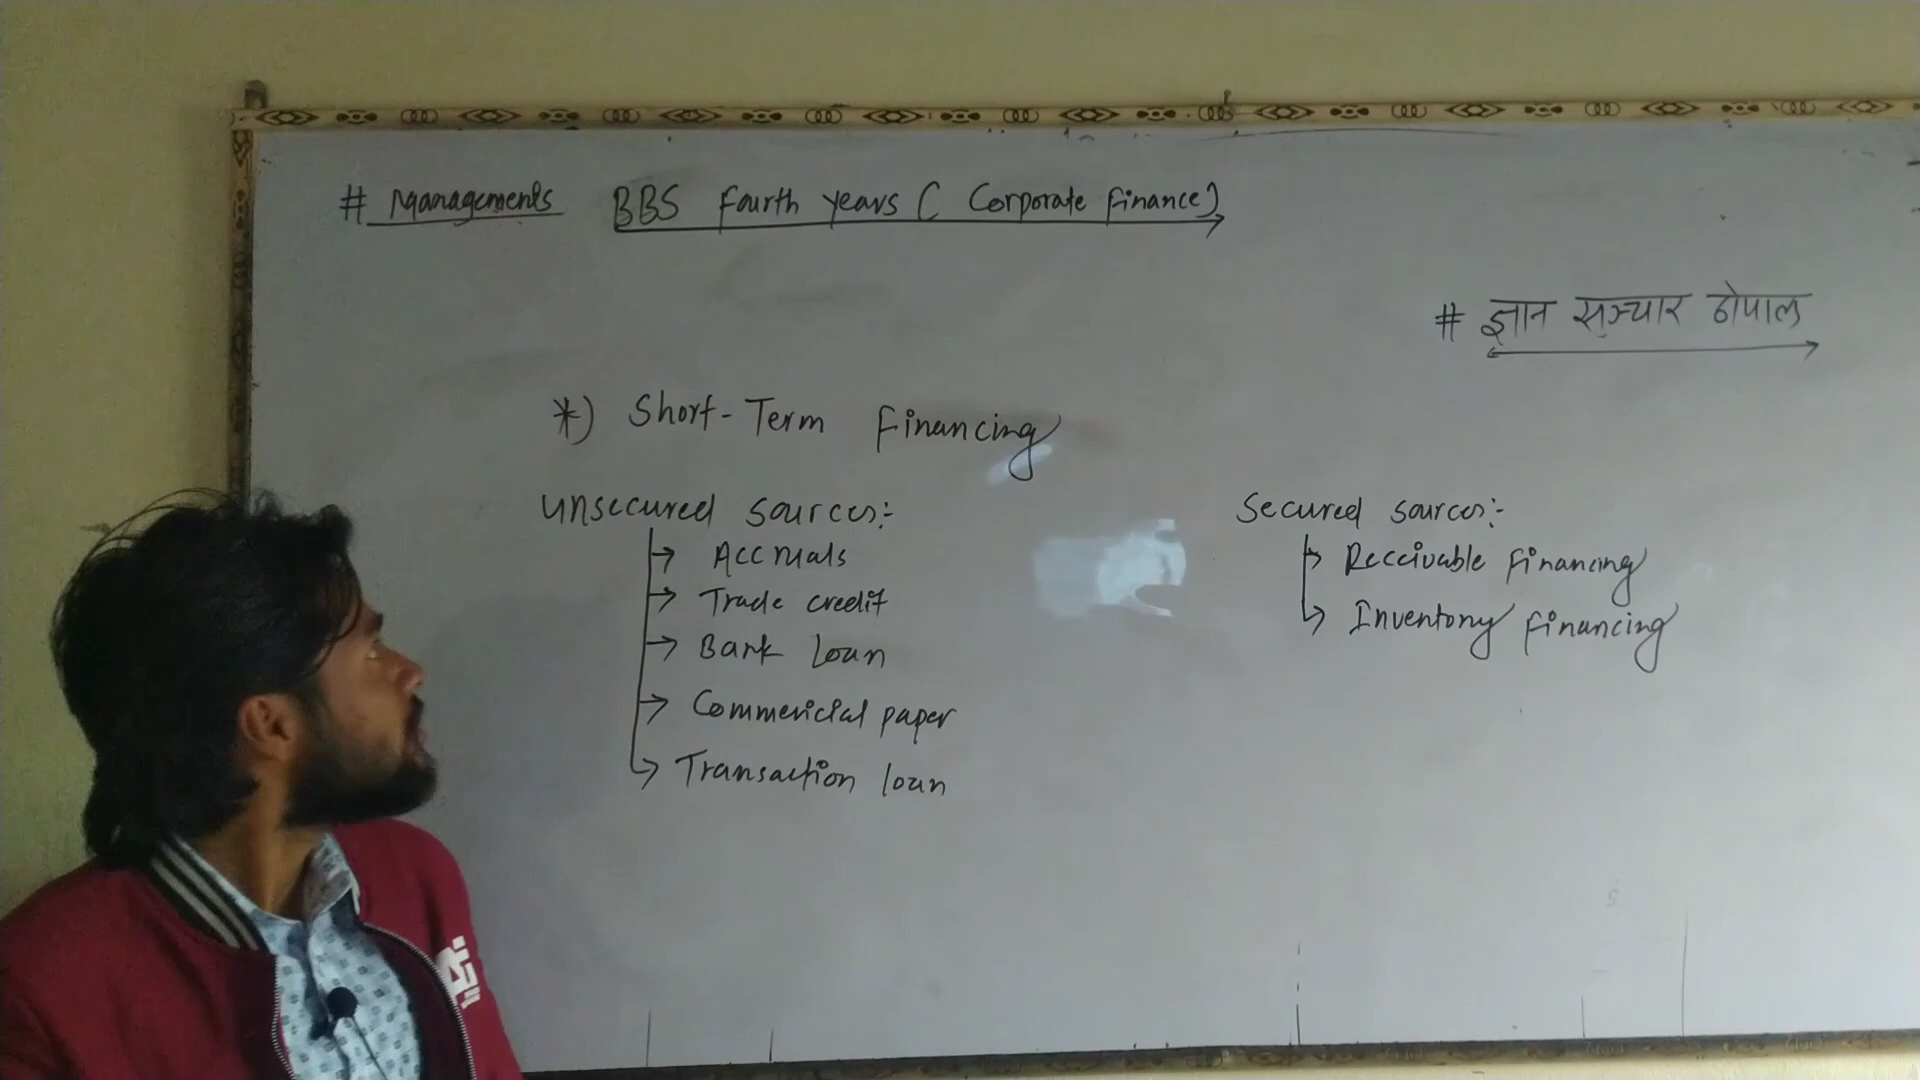 # Managements BBS Fourth years ( Corporate finance)
# ज्ञान सञ्चार
*) Short-Term Financing
unsecured sources:-
Accruals
Trade credit
Bank loan
Commericial paper
Transaction loan
Secured sources:-
Receivable financing
Inventory financing